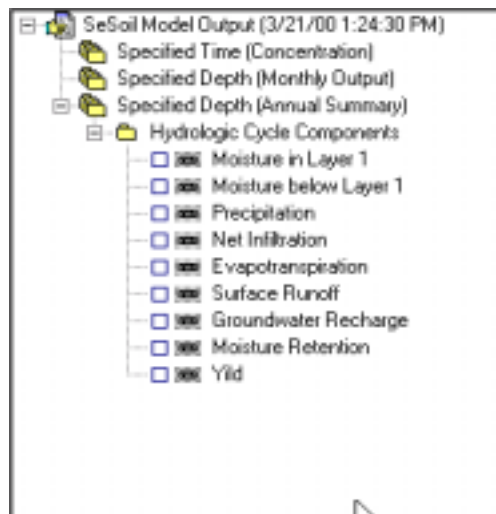 SeSoil Model Output (3/21/00 1:24:30 PM)
Specified Time (Concentration)
Specified Depth (Monthly Output)
Specified Depth (Annual Summary)
Hydrologic Cycle Components
Moisture in Layer 1
Moisture below Layer 1
Precipitation
Net Infiltration
Evapotranspiration
Surface Runoff
Groundwater Recharge
Moisture Retention
Yild